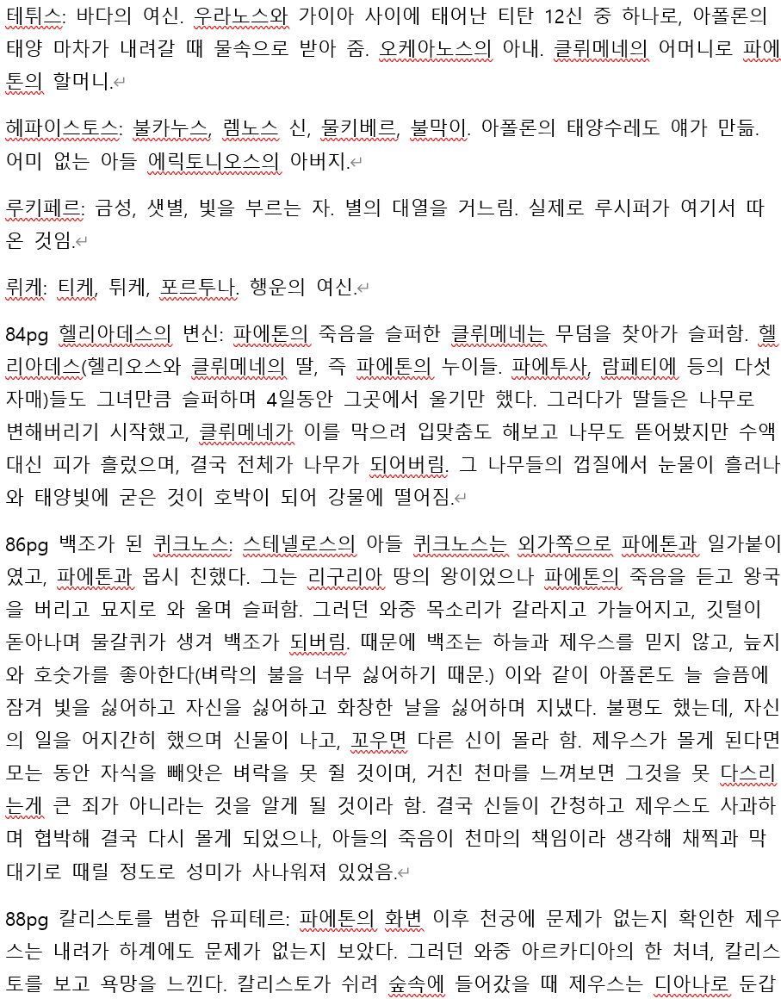 테튀스: 바다의 여신. 우라노스와 가이아 사이에 태어난 티탄 12신 중 하나로, 아폴론의
태양 마차가 내려갈 때 물속으로 받아 줌. 오케아노스의 아내. 클뤼메네의 어머니로 파에
톤의 할머니.↵
헤파이스토스: 불카누스, 렘노스 신, 물키베르, 불막이. 아폴론의 태양수레도 얘가 만듦.
어미 없는 아들 에릭토니오스의 아버지.↵
루키페르: 금성, 샛별, 빛을 부르는 자. 별의 대열을 거느림. 실제로 루시퍼가 여기서 따
온 것임.↵
뤼케: 티케, 튀케, 포르투나. 행운의 여신.↵
84pg 헬리아데스의 변신: 파에톤의 죽음을 슬퍼한 클뤼메네는 무덤을 찾아가 슬퍼함. 헬
리아데스(헬리오스와 클뤼메네의 딸, 즉 파에톤의 누이들. 파에투사, 람페티에 등의 다섯
자매)들도 그녀만큼 슬퍼하며 4일동안 그곳에서 울기만 했다. 그러다가 딸들은 나무로
변해버리기 시작했고, 클뤼메네가 이를 막으려 입맞춤도 해보고 나무도 뜯어봤지만 수액
대신 피가 흘렀으며, 결국 전체가 나무가 되어버림. 그 나무들의 껍질에서 눈물이 흘러나
와 태양빛에 굳은 것이 호박이 되어 강물에 떨어짐.↵
86pg 백조가 된 퀴크노스: 스테넬로스의 아들 퀴크노스는 외가쪽으로 파에톤과 일가붙이
였고, 파에톤과 몹시 친했다. 그는 리구리아 땅의 왕이었으나 파에톤의 죽음을 듣고 왕국
을 버리고 묘지로 와 울며 슬퍼함. 그러던 와중 목소리가 갈라지고 가늘어지고, 깃털이
돋아나며 물갈퀴가 생겨 백조가 되버림. 때문에 백조는 하늘과 제우스를 믿지 않고, 늪지
와 호숫가를 좋아한다(벼락의 불을 너무 싫어하기 때문.) 이와 같이 아폴론도 늘 슬픔에
잠겨 빛을 싫어하고 자신을 싫어하고 화창한 날을 싫어하며 지냈다. 불평도 했는데, 자신
의 일을 어지간히 했으며 신물이 나고, 꼬우면 다른 신이 몰라 함. 제우스가 몰게 된다면
모는 동안 자식을 빼앗은 벼락을 못 쥘 것이며, 거친 천마를 느껴보면 그것을 못 다스리
는게 큰 죄가 아니라는 것을 알게 될 것이라 함. 결국 신들이 간청하고 제우스도 사과하
며 협박해 결국 다시 몰게 되었으나, 아들의 죽음이 천마의 책임이라 생각해 채찍과 막
대기로 때릴 정도로 성미가 사나워져 있었음.↵
88pg 칼리스토를 범한 유피테르: 파에톤의 화변 이후 천궁에 문제가 없는지 확인한 제우
스는 내려가 하계에도 문제가 없는지 보았다. 그러던 와중 아르카디아의 한 처녀, 칼리스
토를 보고 욕망을 느낀다. 칼리스토가 쉬려 숲속에 들어갔을 때 제우스는 디아나로 둔갑